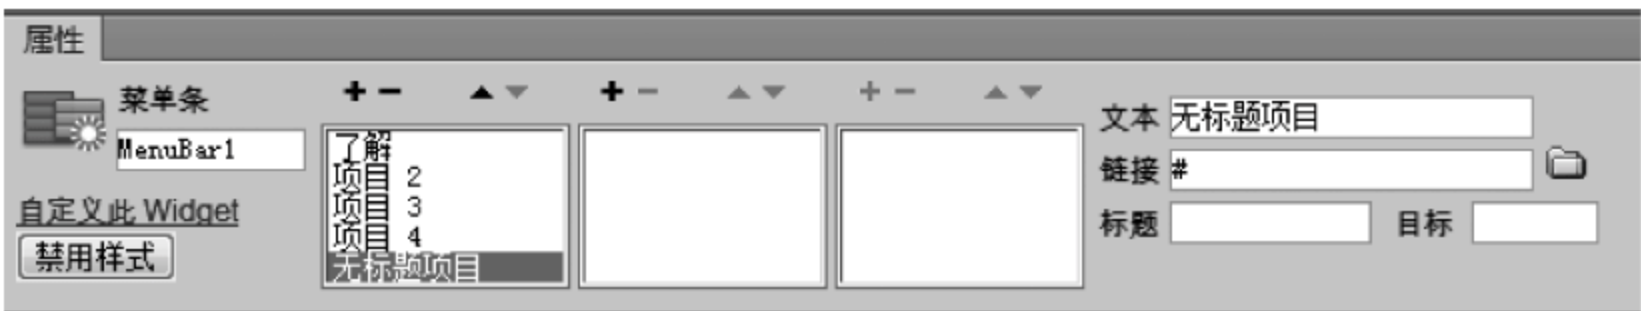 属性
菜单条
MenuBar1
自定义此 Widget
禁用样式
了解
项目 2
项目 3
项目 4
无标题项目
文本 无标题项目
链接 #
标题 目标